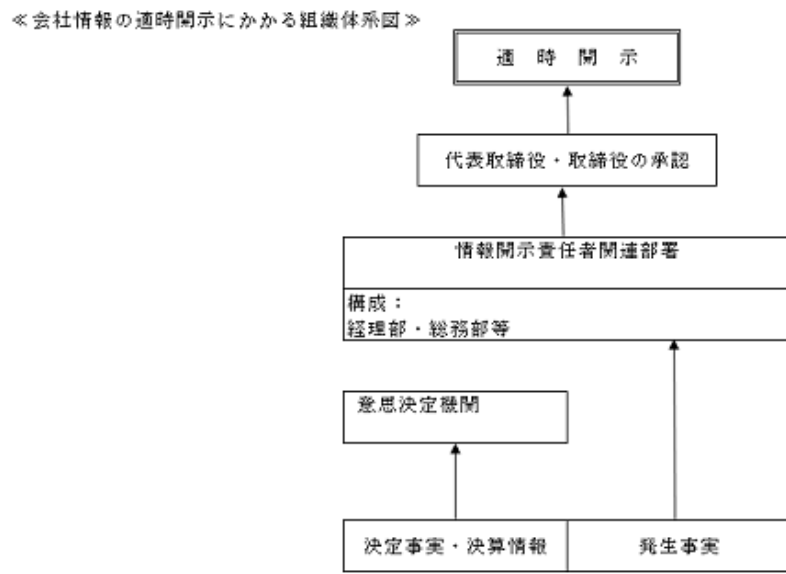 ≪会社情報の適時開示にかかる組織体系図≫
適 時 開 示
代表取締役・取締役の承認
情報開示責任者関連部署
構成：
経理部・総務部等
意思決定機関
決定事実・決算情報
発生事実